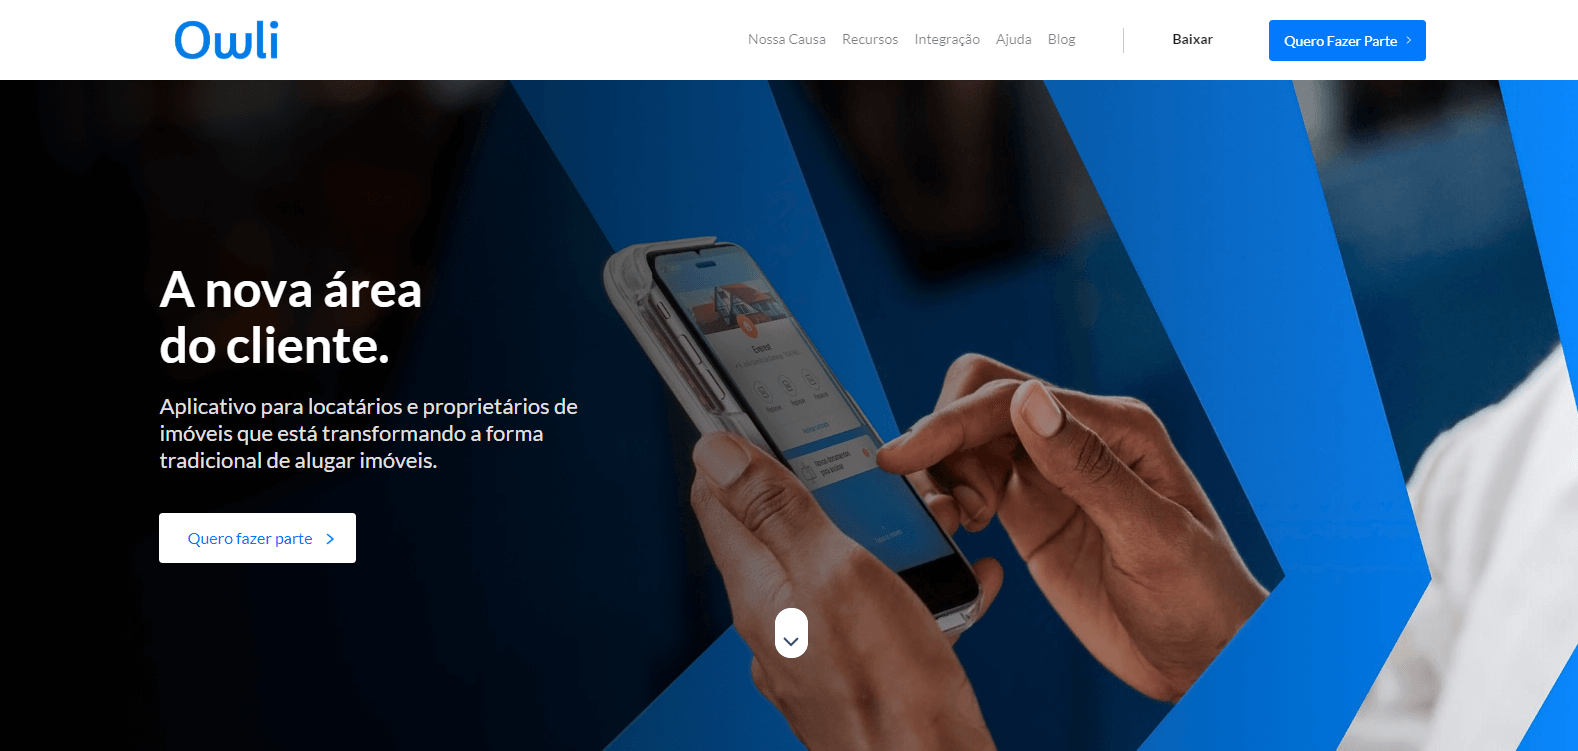 Owli
Nossa Causa
Recursos
Integração
Ajuda
Blog
Baixar
Quero Fazer Parte
A nova área
do cliente.
Aplicativo para locatários e proprietários de
imóveis que está transformando a forma
tradicional de alugar imóveis.
Quero fazer parte
Everest